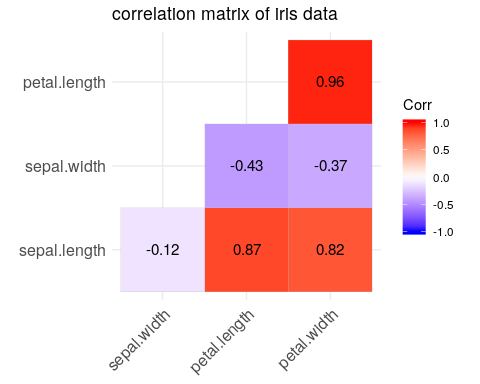 correlation matrix of iris data
petal.length
0.96
Corr
1.0
0.5
0.0
-0.5
-1.0
sepal.width
-0.43
-0.37
sepal.length
-0.12
0.87
0.82
sepal.width
petal.length
petal.width